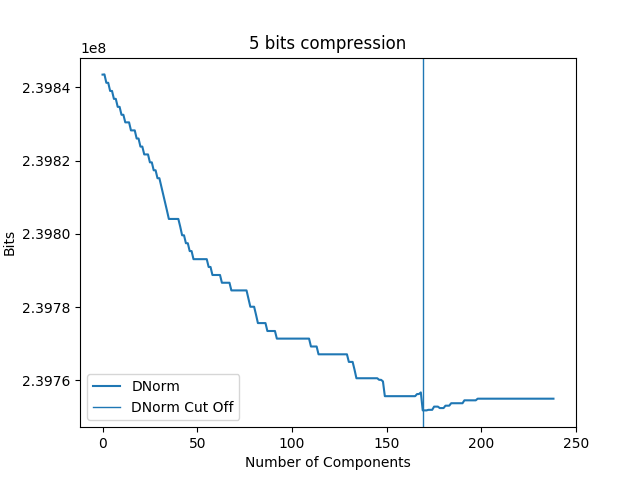 5 bits compression
1e8
2.3984
2.3982
2.3980
2.3978
2.3976
Bits
DNorm
DNorm Cut Off
0 50 100 150 200 250
Number of Components